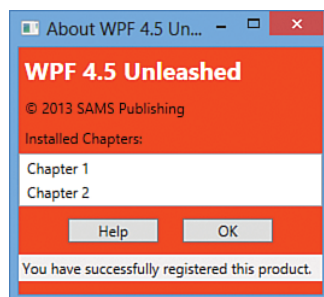 About WPF 4.5 Un...
WPF 4.5 Unleashed
© 2013 SAMS Publishing
Installed Chapters:
Chapter 1
Chapter 2
Help OK
You have successfully registered this product.